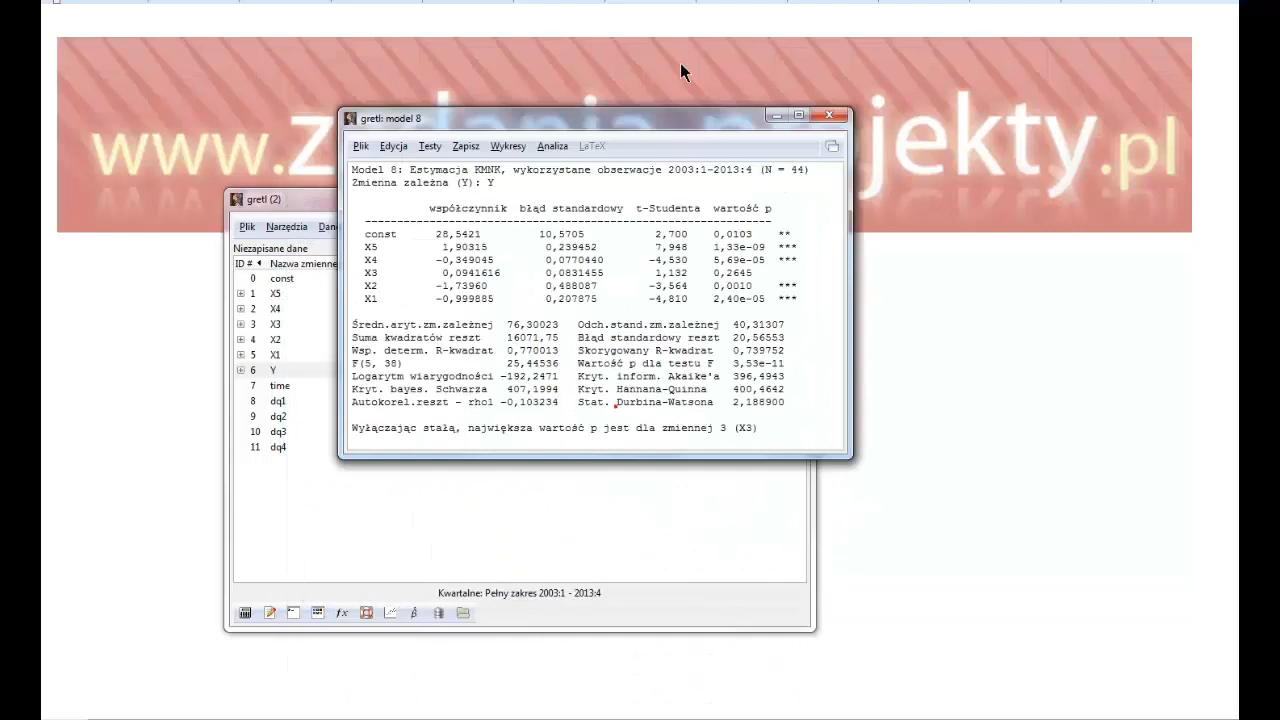 www.zadania-projekty.pl
gretl: model 8
Plik Edycja Testy Zapisz Wykresy Analiza LaTeX
Model 8: Estymacja KMNK, wykorzystane obserwacje 2003:1-2013:4 (N = 44)
Zmienna zależna (Y): Y
współczynnik błąd standardowy t-Studenta wartość p
const 28,5421 10,5705 2,700 0,0103 **
X5 1,90315 0,239452 7,948 1,33e-09 ***
X4 -0,349045 0,0770440 -4,530 5,69e-05 ***
X3 0,0941616 0,0831455 1,132 0,2645
X2 -1,73960 0,488087 -3,564 0,0010 ***
X1 -0,999885 0,207875 -4,810 2,40e-05 ***
Średn.aryt.zm.zależnej 76,30023 Odch.stand.zm.zależnej 40,31307
Suma kwadratów reszt 16071,75 Błąd standardowy reszt 20,56553
Wsp. determ. R-kwadrat 0,770013 Skorygowany R-kwadrat 0,739752
F(5, 38) 25,44536 Wartość p dla testu F 3,53e-11
Logarytm wiarygodności -192,2471 Kryt. inform. Akaike'a 396,4943
Kryt. bayes. Schwarza 407,1994 Kryt. Hannana-Quinna 400,4642
Autokorel.reszt - rho1 -0,103234 Stat. Durbina-Watsona 2,188900
Wyłączając stałą, największa wartość p jest dla zmiennej 3 (X3)
gretl (2)
Plik Narzędzia Dan
Niezapisane dane
ID # Nazwa zmienne
0 const
1 X5
2 X4
3 X3
4 X2
5 X1
6 Y
7 time
8 dq1
9 dq2
10 dq3
11 dq4
Kwartalne: Pełny zakres 2003:1 - 2013:4